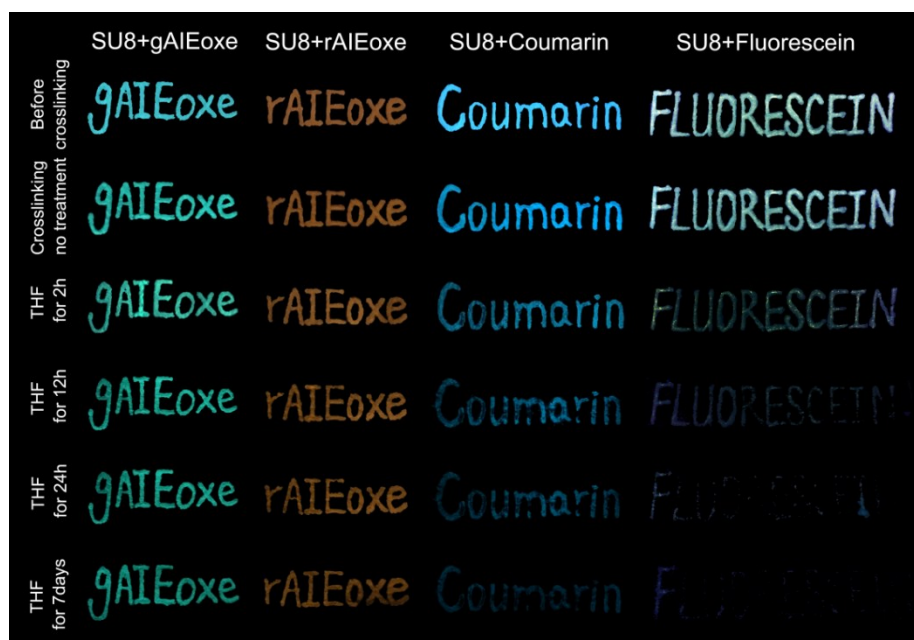 SU8+gAIEoxe SU8+rAIEoxe SU8+Coumarin SU8+Fluorescein
Before
crosslinking
gAIEoxe rAIEoxe Coumarin FLUORESCEIN
Crosslinking
no treatment
gAIEoxe rAIEoxe Coumarin FLUORESCEIN
THF
for 2h
gAIEoxe rAIEoxe Coumarin FLUORESCEIN
THF
for 12h
gAIEoxe rAIEoxe Coumarin FLUORESCEIN
THF
for 24h
gAIEoxe rAIEoxe Coumarin
THF
for 7days
gAIEoxe rAIEoxe Coumarin